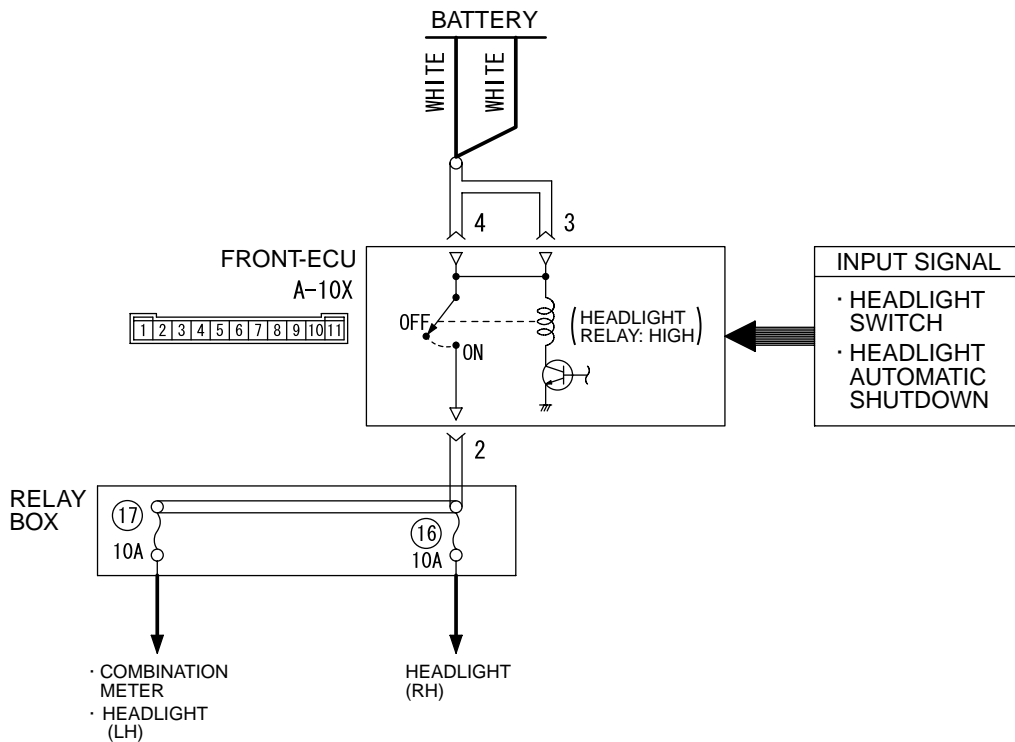 BATTERY
WHITE
WHITE
4
3
FRONT-ECU
A-10X
1 2 3 4 5 6 7 8 9 10 11
OFF
ON
(HEADLIGHT
RELAY: HIGH)
INPUT SIGNAL
· HEADLIGHT
SWITCH
· HEADLIGHT
AUTOMATIC
SHUTDOWN
2
RELAY
BOX
17
10A
16
10A
· COMBINATION
METER
· HEADLIGHT
(LH)
HEADLIGHT
(RH)